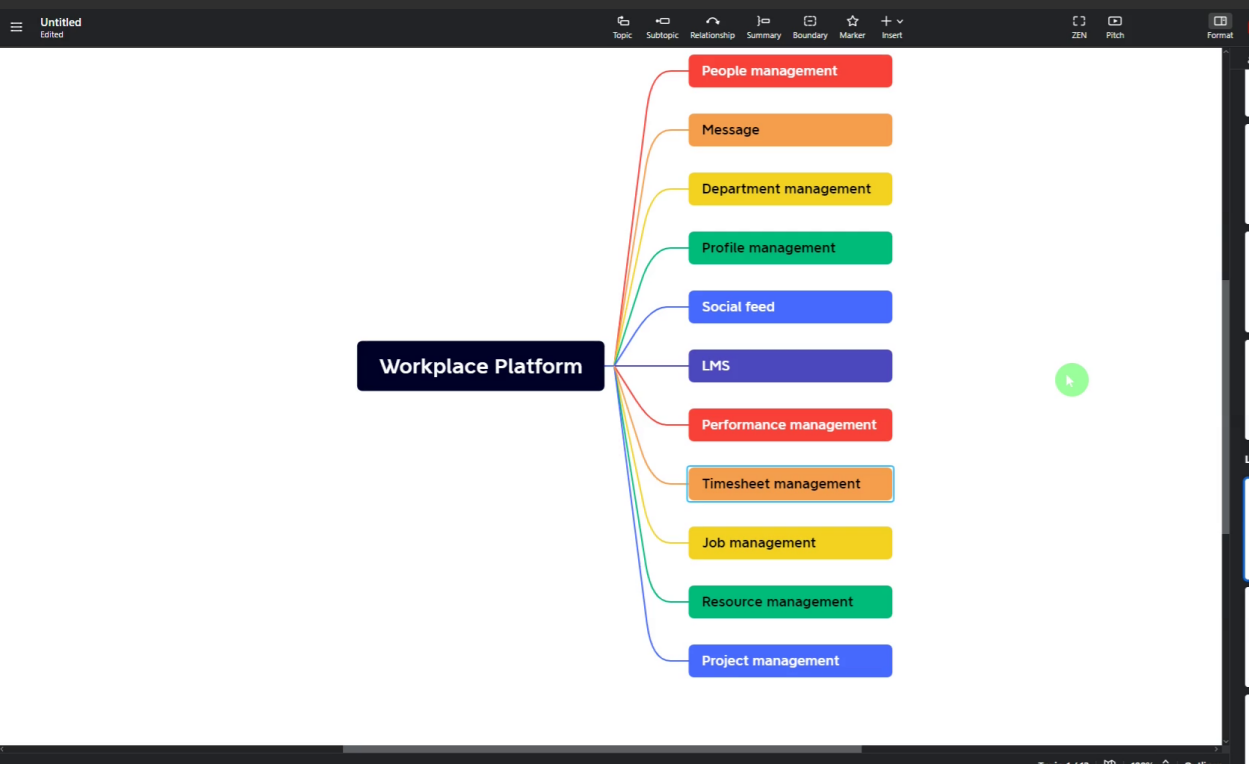 Untitled
Edited
Topic
Subtopic
Relationship
Summary
Boundary
Marker
Insert
ZEN
Pitch
Format
People management
Message
Department management
Profile management
Social feed
Workplace Platform
LMS
Performance management
Timesheet management
Job management
Resource management
Project management